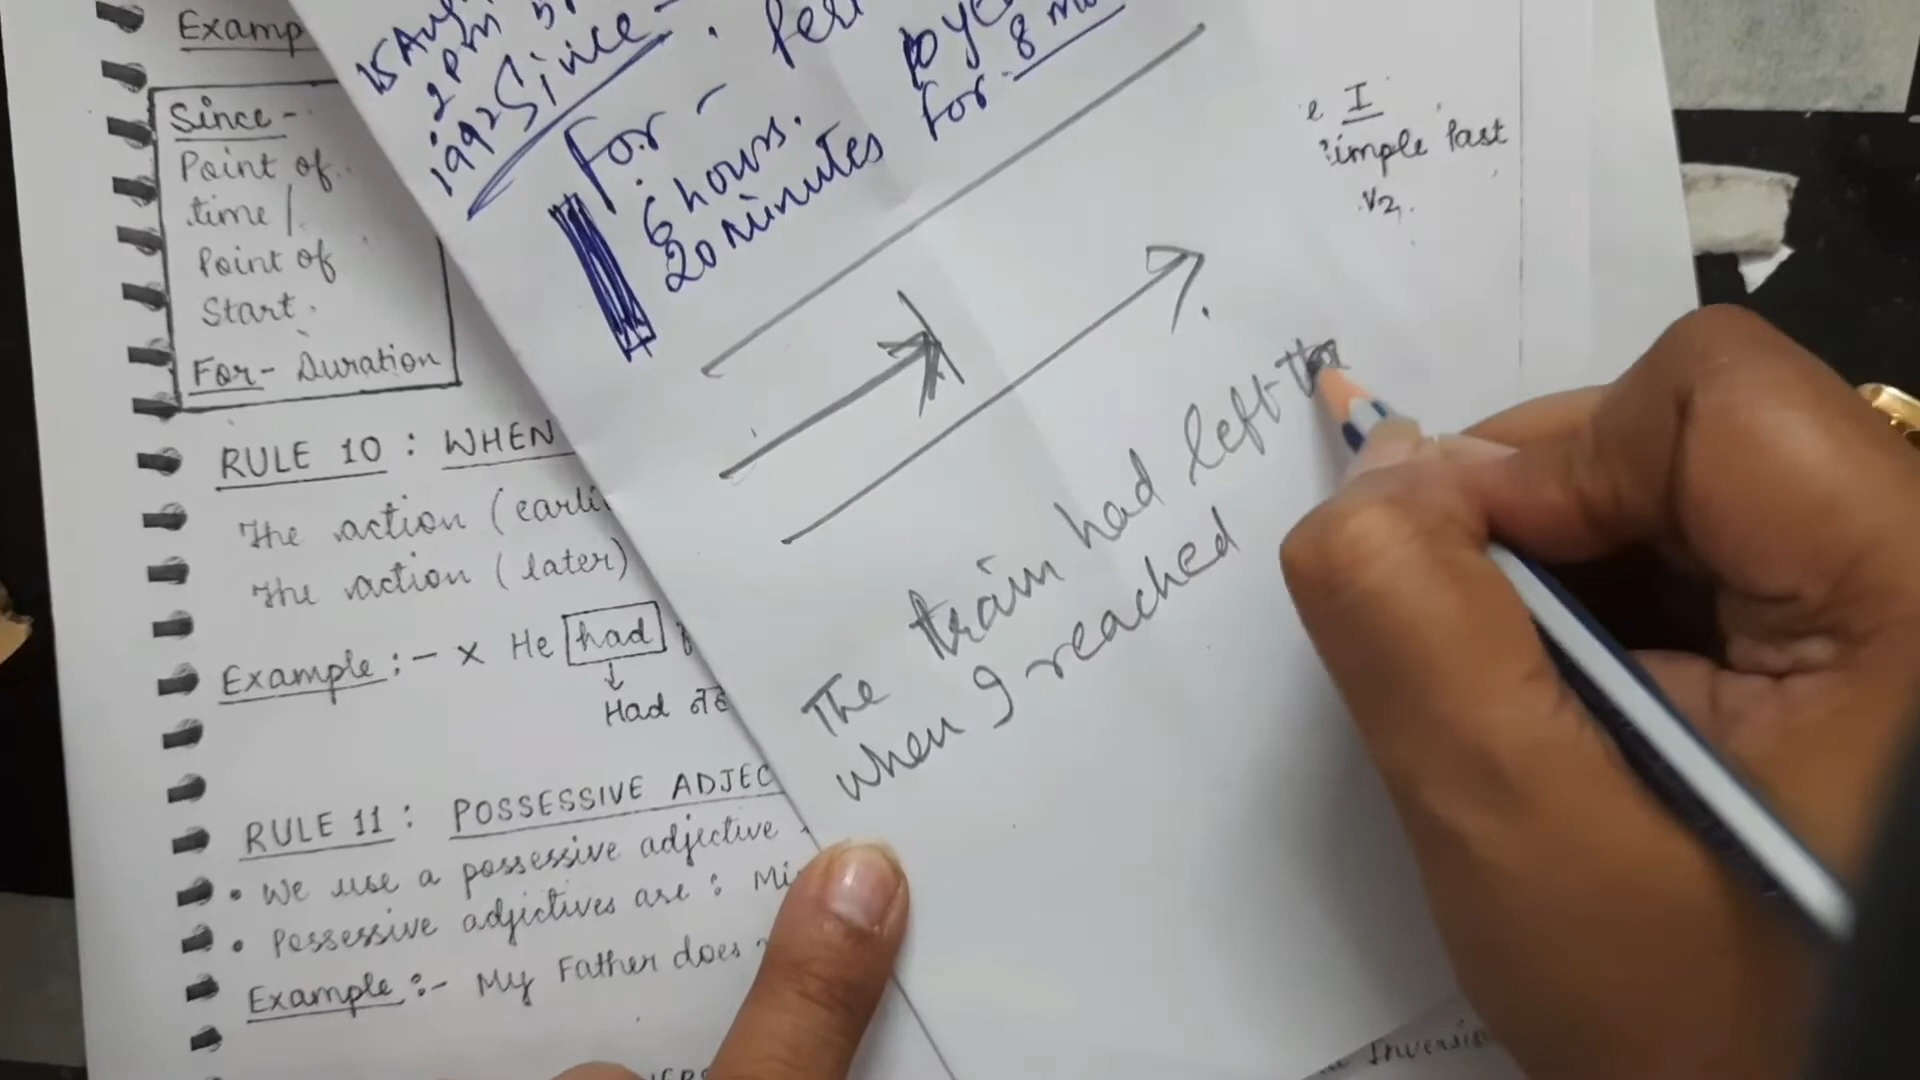 Examp
Since -
Point of
time /
Point of
Start.
For - Duration
RULE 10 : WHEN
The action (earli
The action (later)
Example :- × He had
Had
RULE 11 : POSSESSIVE ADJEC
• We use a possessive adjective
• Possessive adjectives are : Mi
Example :- My Father does
15 Aug
2 pm
1992 Since -
For -
6 hours.
20 minutes for - 8 mo
The train had left
when I reached
I
imple Past
V2.
Inversio